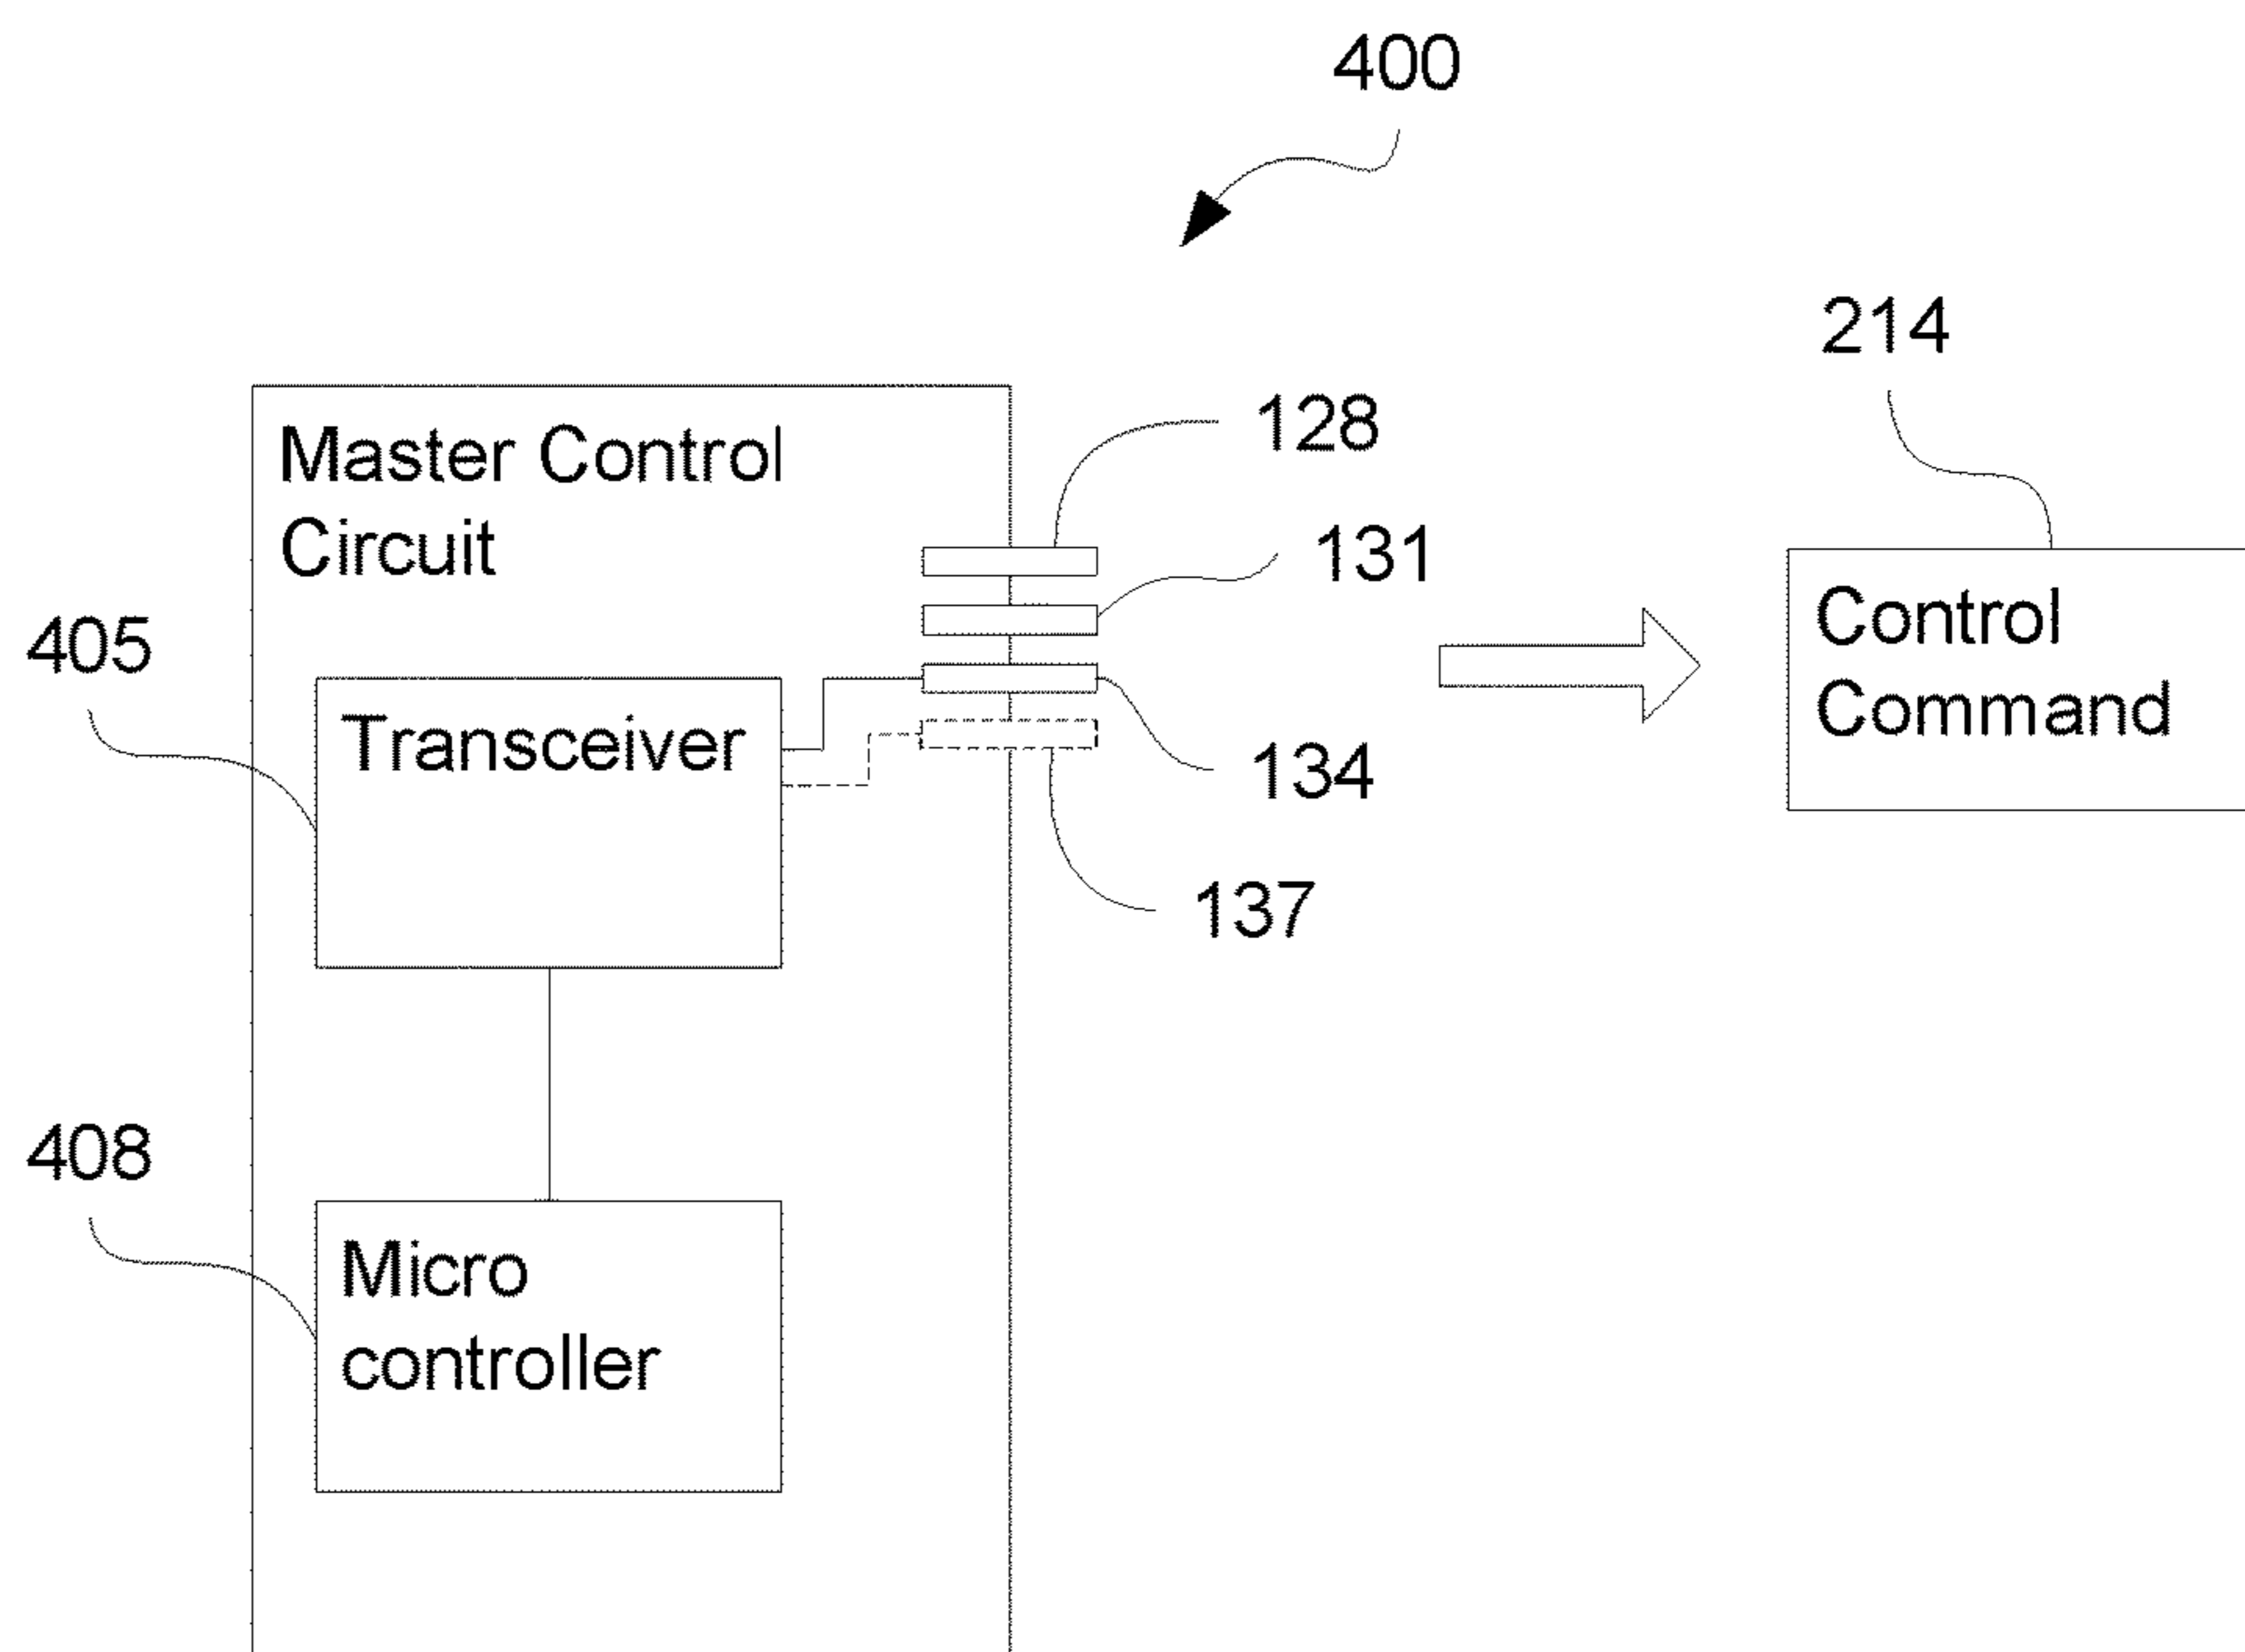 400
214
Master Control
Circuit
128
131
405
Transceiver
Control
Command
134
137
408
Micro
controller